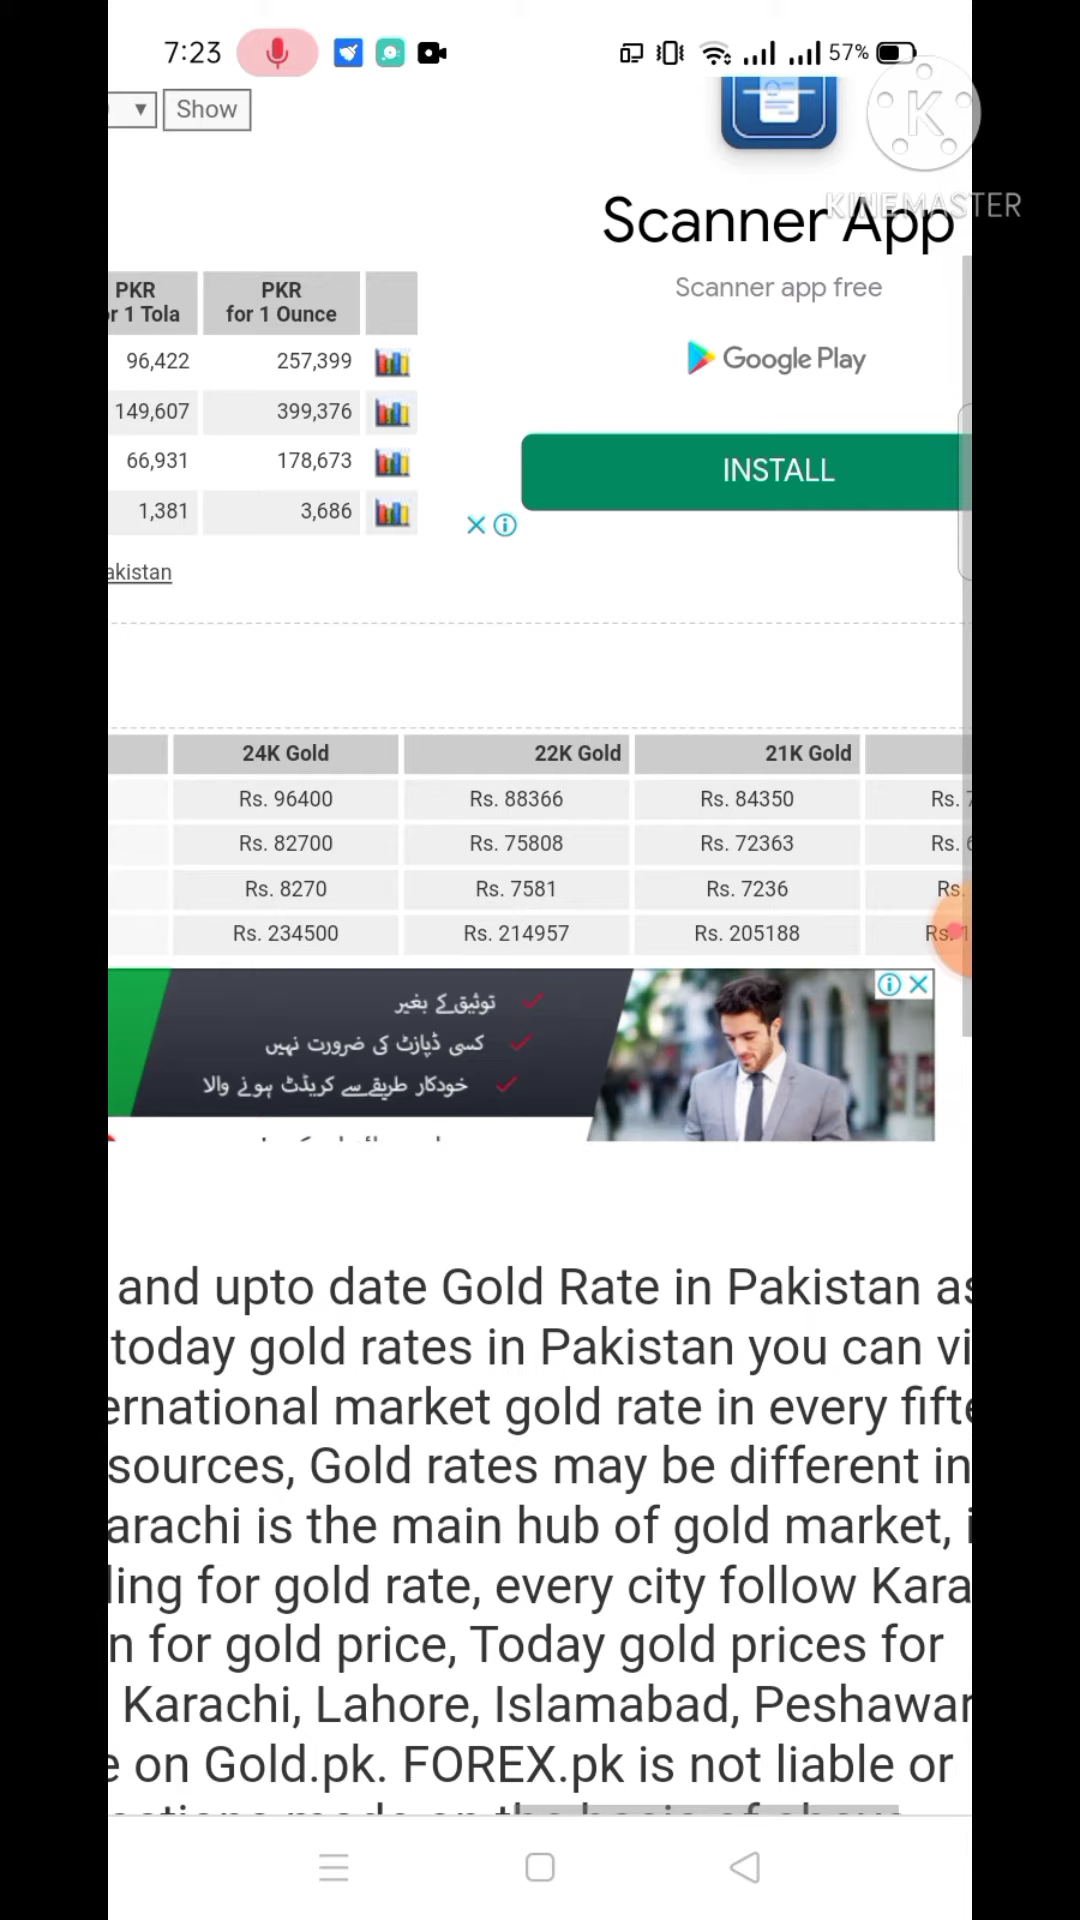 7:23
57%
Show
K
KINEMASTER
Scanner App
Scanner app free
Google Play
INSTALL
PKR PKR
r 1 Tola for 1 Ounce
96,422 257,399
149,607 399,376
66,931 178,673
1,381 3,686
akistan
24K Gold 22K Gold 21K Gold
Rs. 96400 Rs. 88366 Rs. 84350 Rs.
Rs. 82700 Rs. 75808 Rs. 72363 Rs.
Rs. 8270 Rs. 7581 Rs. 7236 Rs.
Rs. 234500 Rs. 214957 Rs. 205188 Rs. 1
توثیق کے بغیر
کسی ڈپازٹ کی ضرورت نہیں
خودکار طریقے سے کریڈٹ ہونے والا
and upto date Gold Rate in Pakistan as
today gold rates in Pakistan you can vi
ernational market gold rate in every fifte
sources, Gold rates may be different in
arachi is the main hub of gold market, i
ling for gold rate, every city follow Kara
n for gold price, Today gold prices for
Karachi, Lahore, Islamabad, Peshawar
e on Gold.pk. FOREX.pk is not liable or